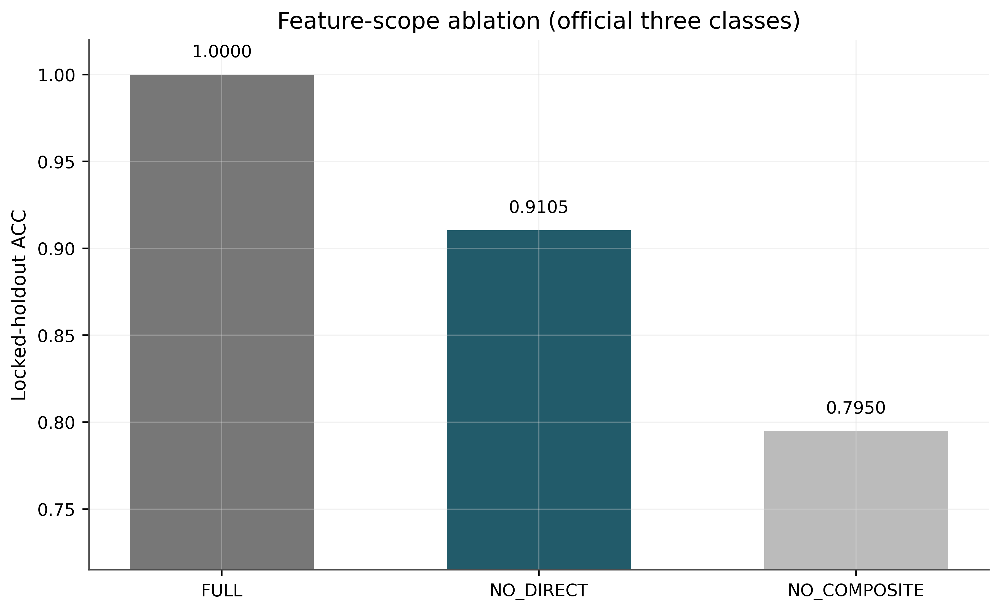 Feature-scope ablation (official three classes)
1.0000
1.00
0.95
0.9105
0.90
0.85
0.7950
0.80
0.75
Locked-holdout ACC
FULL
NO_DIRECT
NO_COMPOSITE